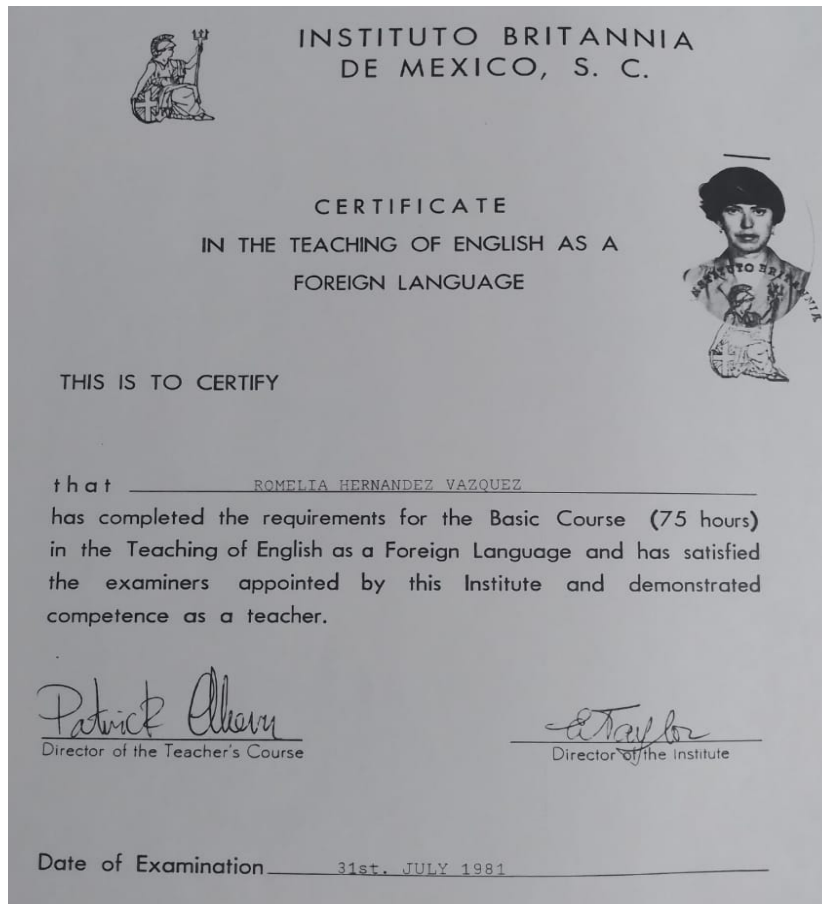 INSTITUTO BRITANNIA
DE MEXICO, S. C.
CERTIFICATE
IN THE TEACHING OF ENGLISH AS A
FOREIGN LANGUAGE
INSTITUTO BRITANNIA
THIS IS TO CERTIFY
that ROMELIA HERNANDEZ VAZQUEZ
has completed the requirements for the Basic Course (75 hours)
in the Teaching of English as a Foreign Language and has satisfied
the examiners appointed by this Institute and demonstrated
competence as a teacher.
Patrick
E Taylor
Director of the Teacher's Course
Director of the Institute
Date of Examination 31st. JULY 1981